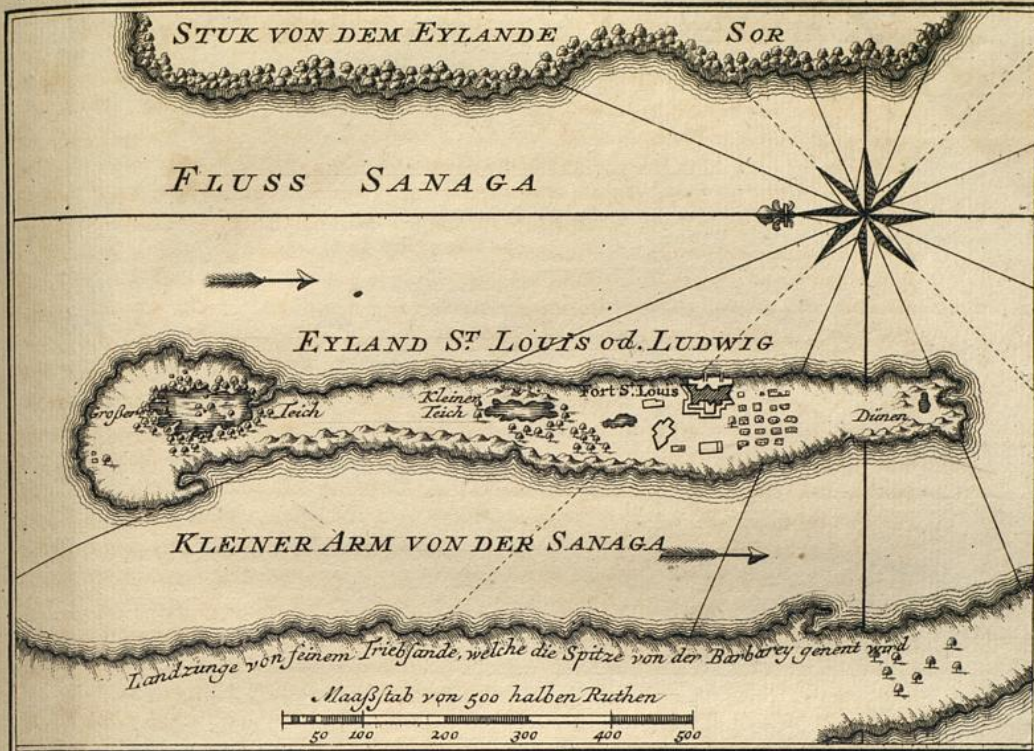 STUK VON DEM EYLANDE SOR
FLUSS SANAGA
EYLAND ST. LOUIS od. LUDWIG
Großer Teich
Kleiner Teich
Fort St. Louis
Dünen
KLEINER ARM VON DER SANAGA
Landzunge von feinem Triebsande, welche die Spitze von der Barbarey genent wird
Maaßstab von 500 halben Ruthen
50 100 200 300 400 500